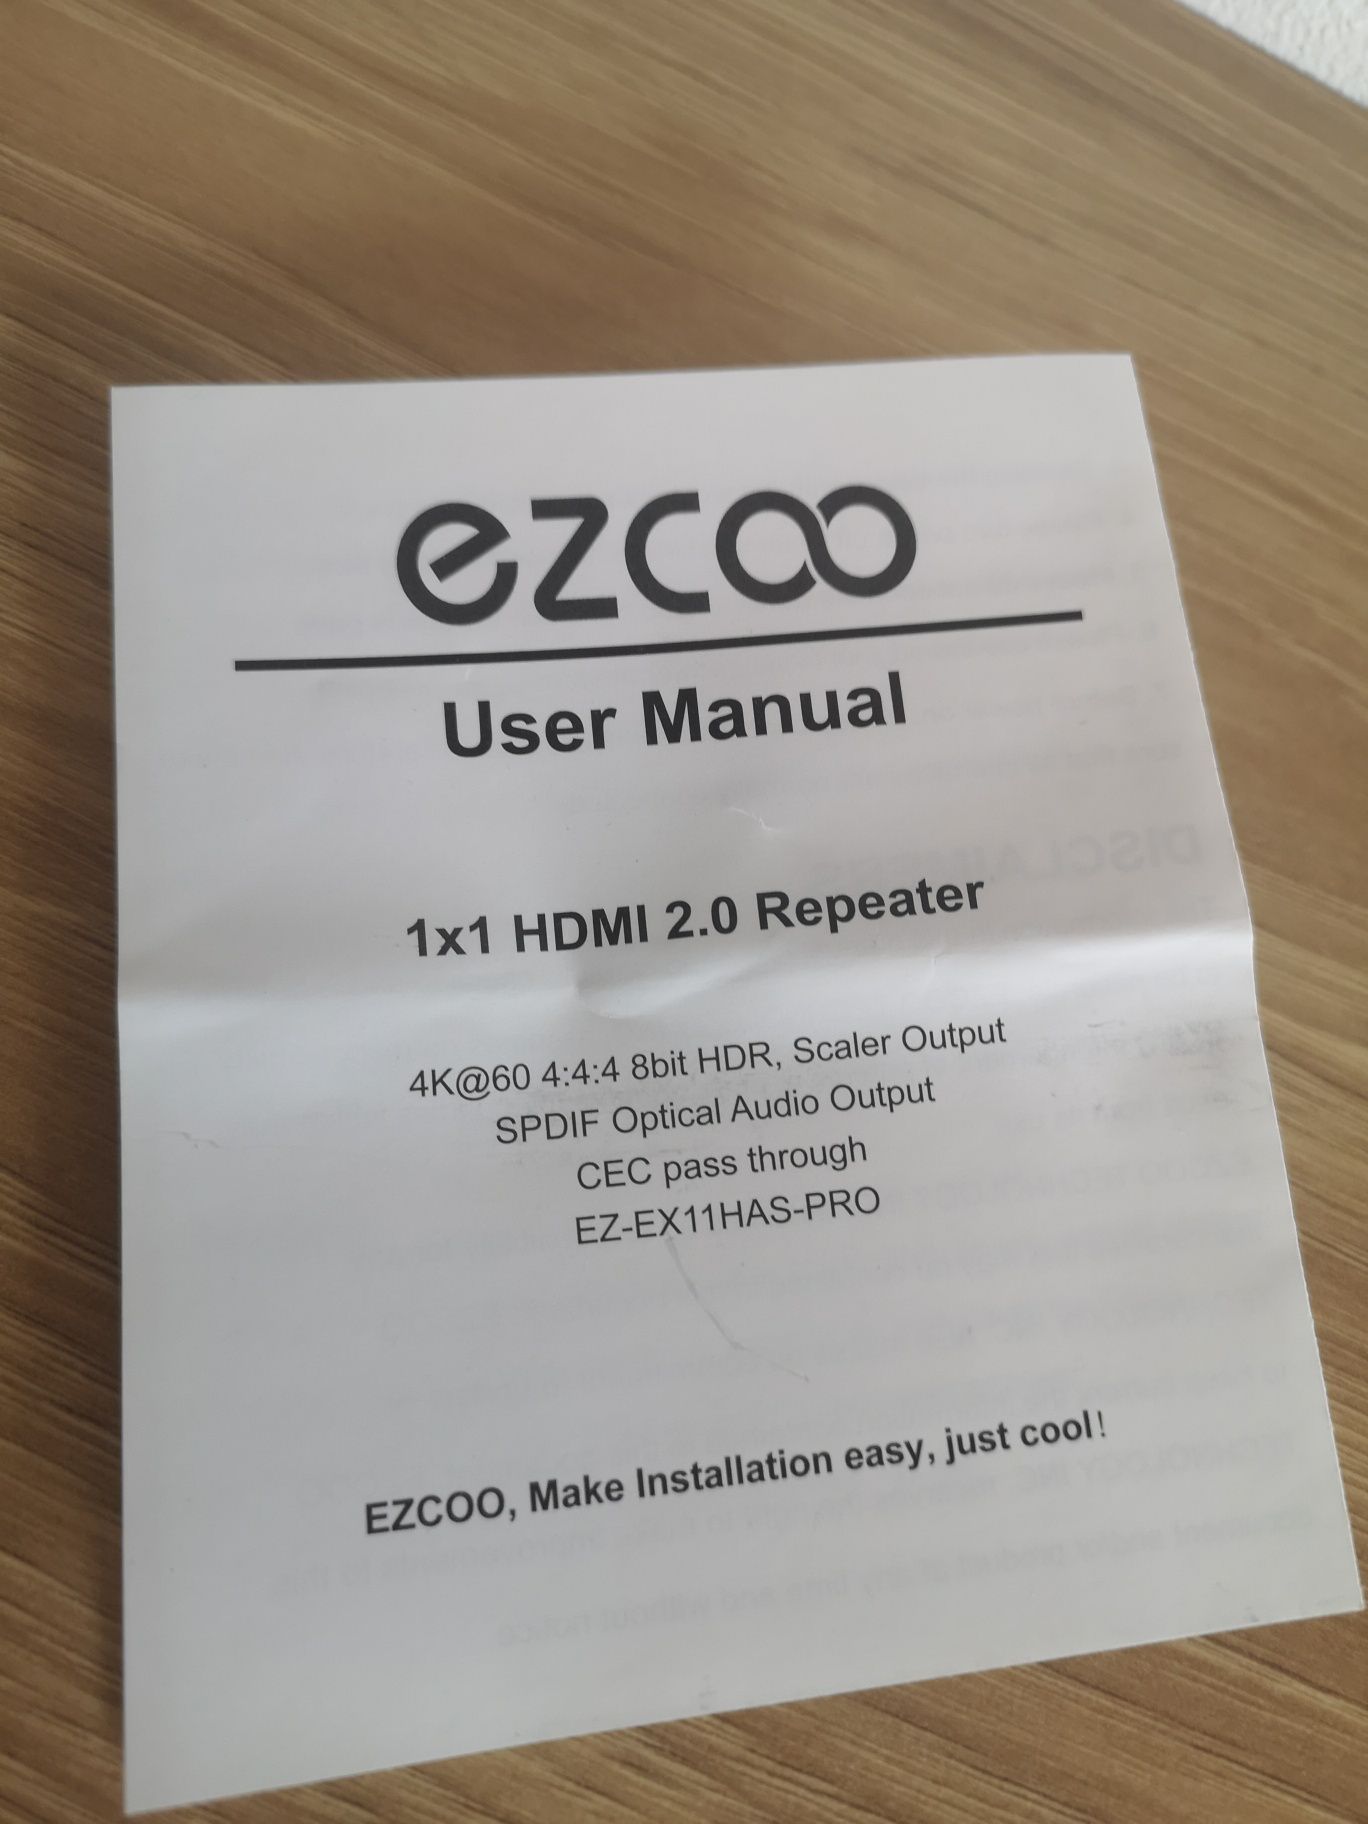 ezcoo
User Manual
1x1 HDMI 2.0 Repeater
4K@60 4:4:4 8bit HDR, Scaler Output
SPDIF Optical Audio Output
CEC pass through
EZ-EX11HAS-PRO
EZCOO, Make Installation easy, just cool!